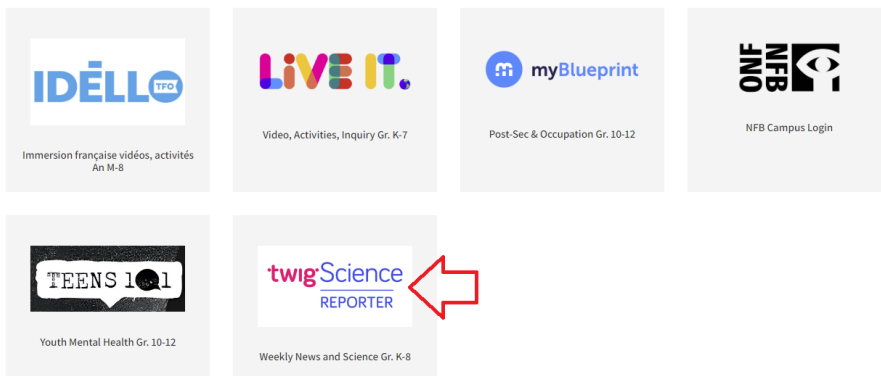 IDĒLLO TFO
LiVE IT.
m myBlueprint
ONF
NFB
Immersion française vidéos, activités
An M-8
Video, Activities, Inquiry Gr. K-7
Post-Sec & Occupation Gr. 10-12
NFB Campus Login
TEENS 101
twig Science
REPORTER
Youth Mental Health Gr. 10-12
Weekly News and Science Gr. K-8